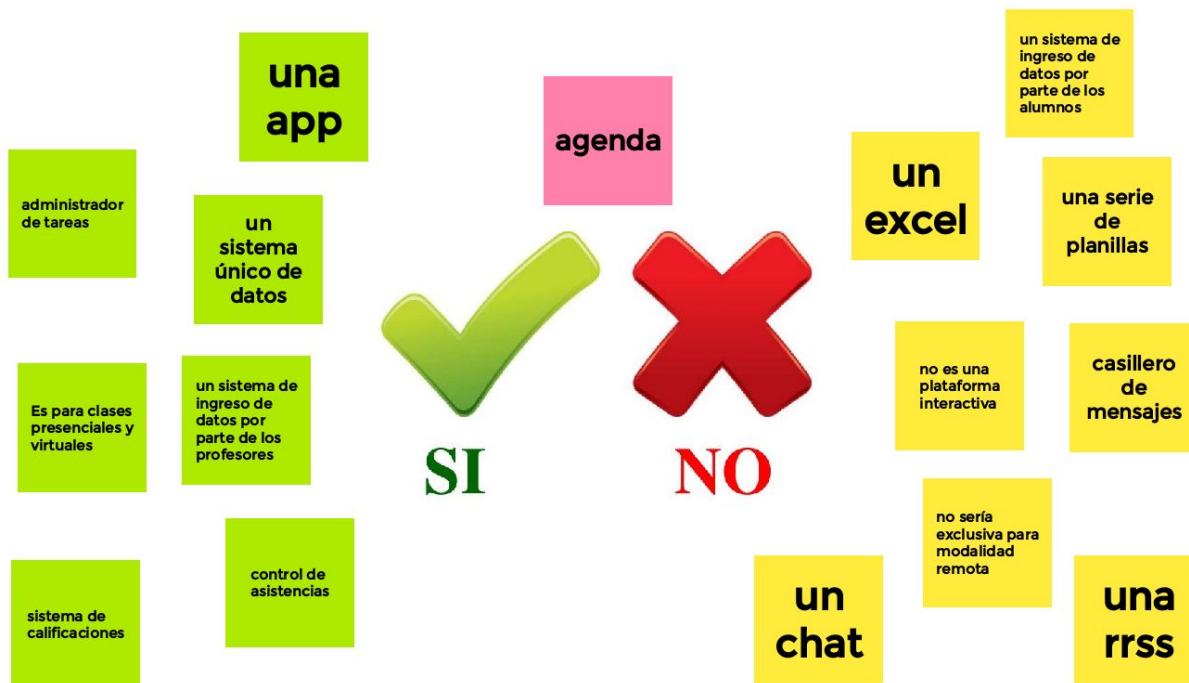 una
app
administrador
de tareas
un
sistema
único de
datos
Es para clases
presenciales y
virtuales
un sistema de
ingreso de
datos por
parte de los
profesores
sistema de
calificaciones
control de
asistencias
agenda
SI
NO
un sistema de
ingreso de
datos por
parte de los
alumnos
un
excel
una serie
de
planillas
no es una
plataforma
interactiva
casillero
de
mensajes
no sería
exclusiva para
modalidad
remota
un
chat
una
rrss